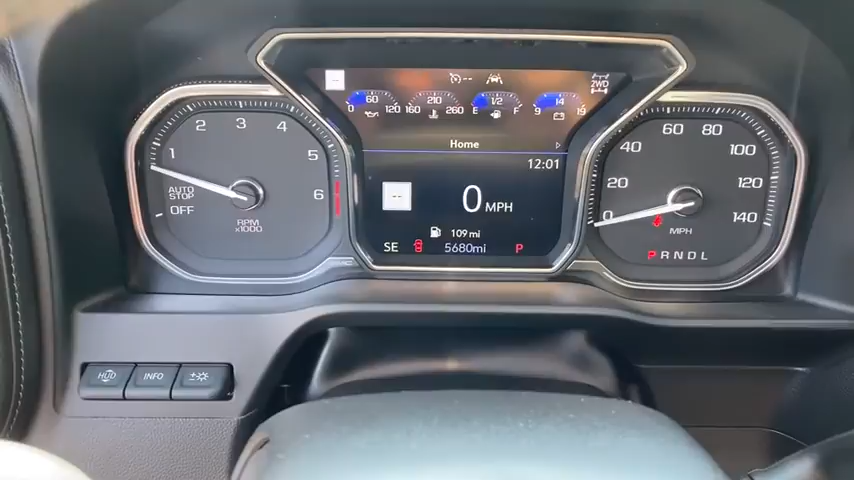 1 2 3 4 5 6
AUTO STOP
OFF
RPM
x1000
--
2WD
0 60 120
160 210 260
E 1/2 F
9 14 19
Home
12:01
--
0 MPH
109 mi
SE 5680mi P
0 20 40 60 80 100 120 140
MPH
P R N D L
HUD INFO